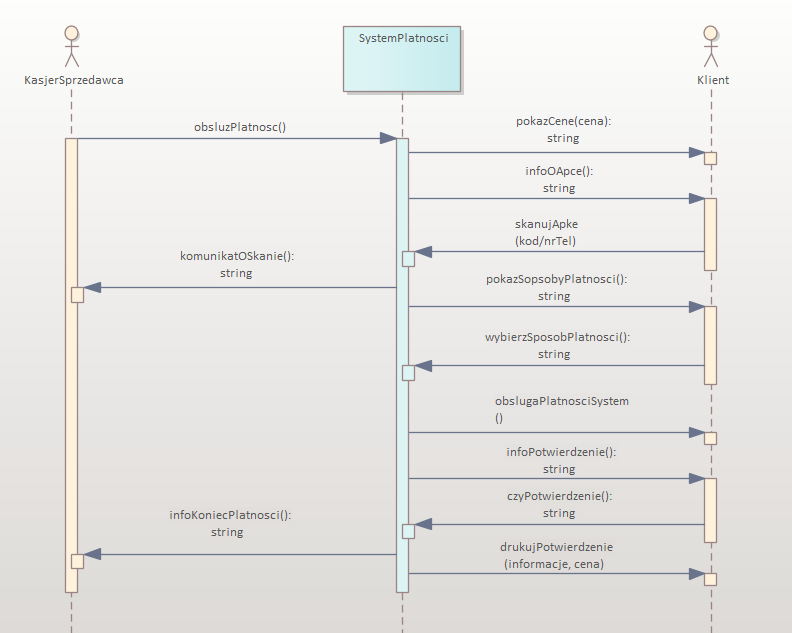 SystemPlatnosci
KasjerSprzedawca
Klient
obsluzPlatnosc()
pokazCene(cena):
string
infoOApce():
string
skanujApke
(kod/nrTel)
komunikatOSkanie():
string
pokazSopsobyPlatnosci():
string
wybierzSposobPlatnosci():
string
obslugaPlatnosciSystem
()
infoPotwierdzenie():
string
czyPotwierdzenie():
string
infoKoniecPlatnosci():
string
drukujPotwierdzenie
(informacje, cena)